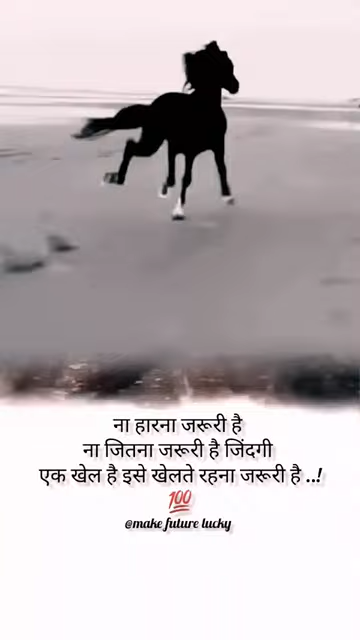 ना हारना जरूरी है
ना जितना जरूरी है जिंदगी
एक खेल है इसे खेलते रहना जरूरी है ..!
💯
@make future lucky